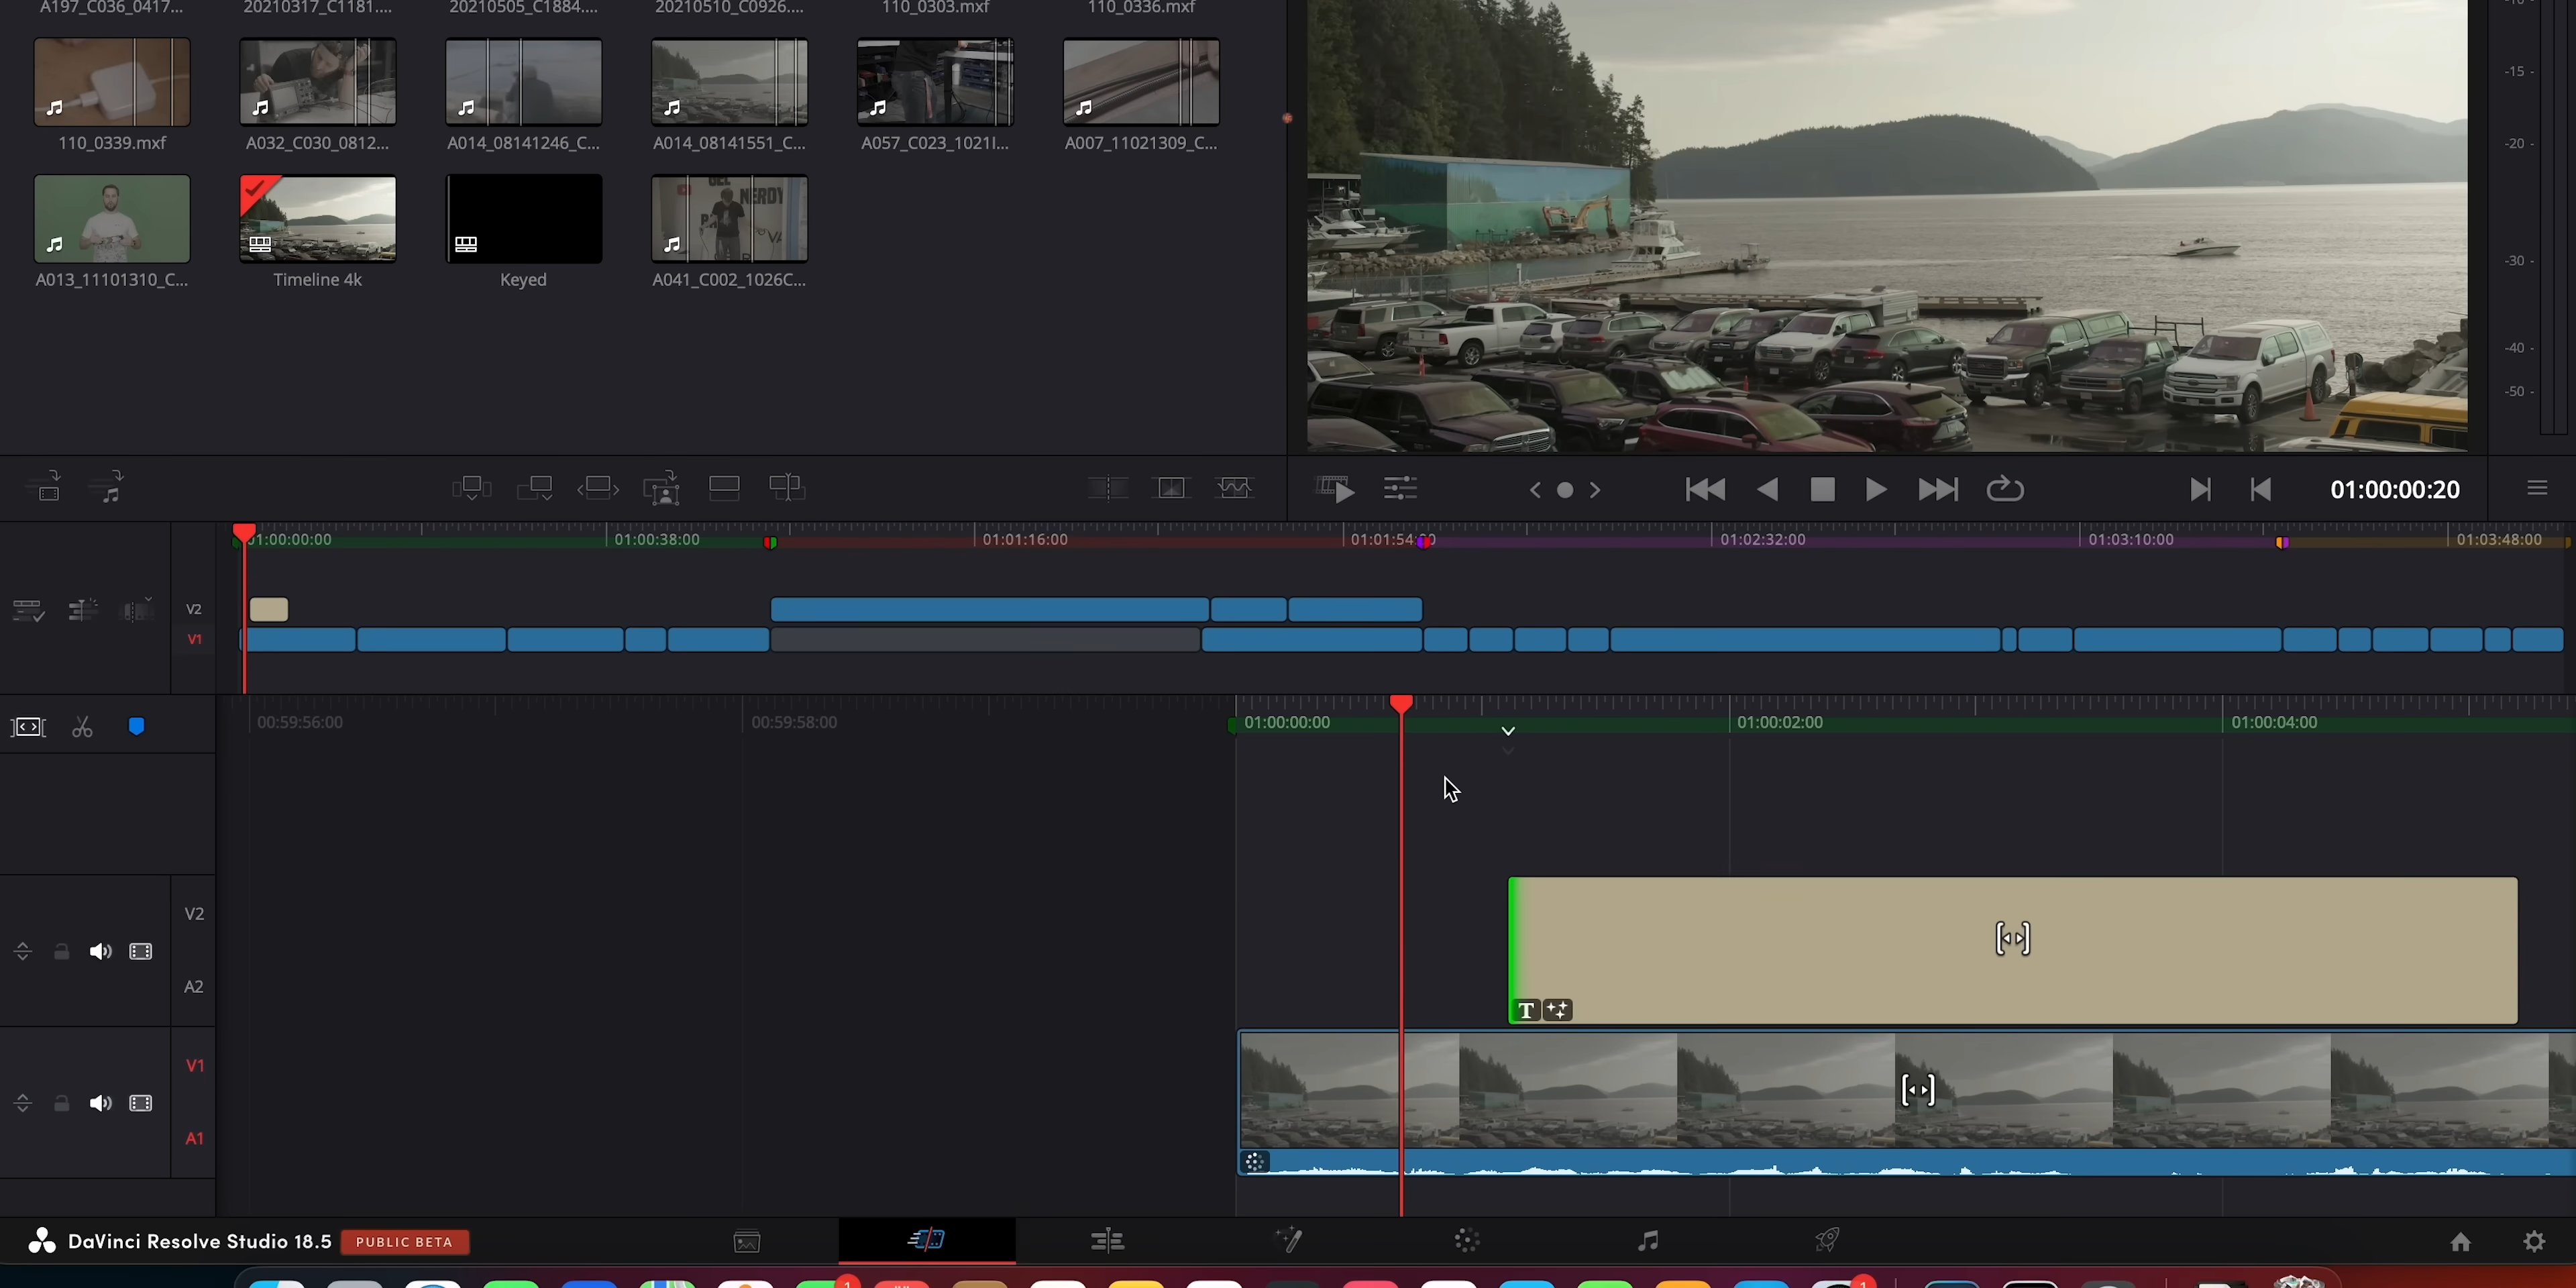 A197_C036_0417... 20210317_C1181.... 20210505_C1884.... 20210510_C0926.... 110_0303.mxf 110_0336.mxf
110_0339.mxf A032_C030_0812... A014_08141246_C... A014_08141551_C... A057_C023_1021I... A007_11021309_C...
NERDY
A013_11101310_C... Timeline 4k Keyed A041_C002_1026C...
-15
-20
-30
-40
-50
01:00:00:20
01:00:00:00 01:00:38:00 01:01:16:00 01:01:54:00 01:02:32:00 01:03:10:00 01:03:48:00
V2
V1
00:59:56:00 00:59:58:00 01:00:00:00 01:00:02:00 01:00:04:00
V2
A2
T
V1
A1
DaVinci Resolve Studio 18.5 PUBLIC BETA
1 1